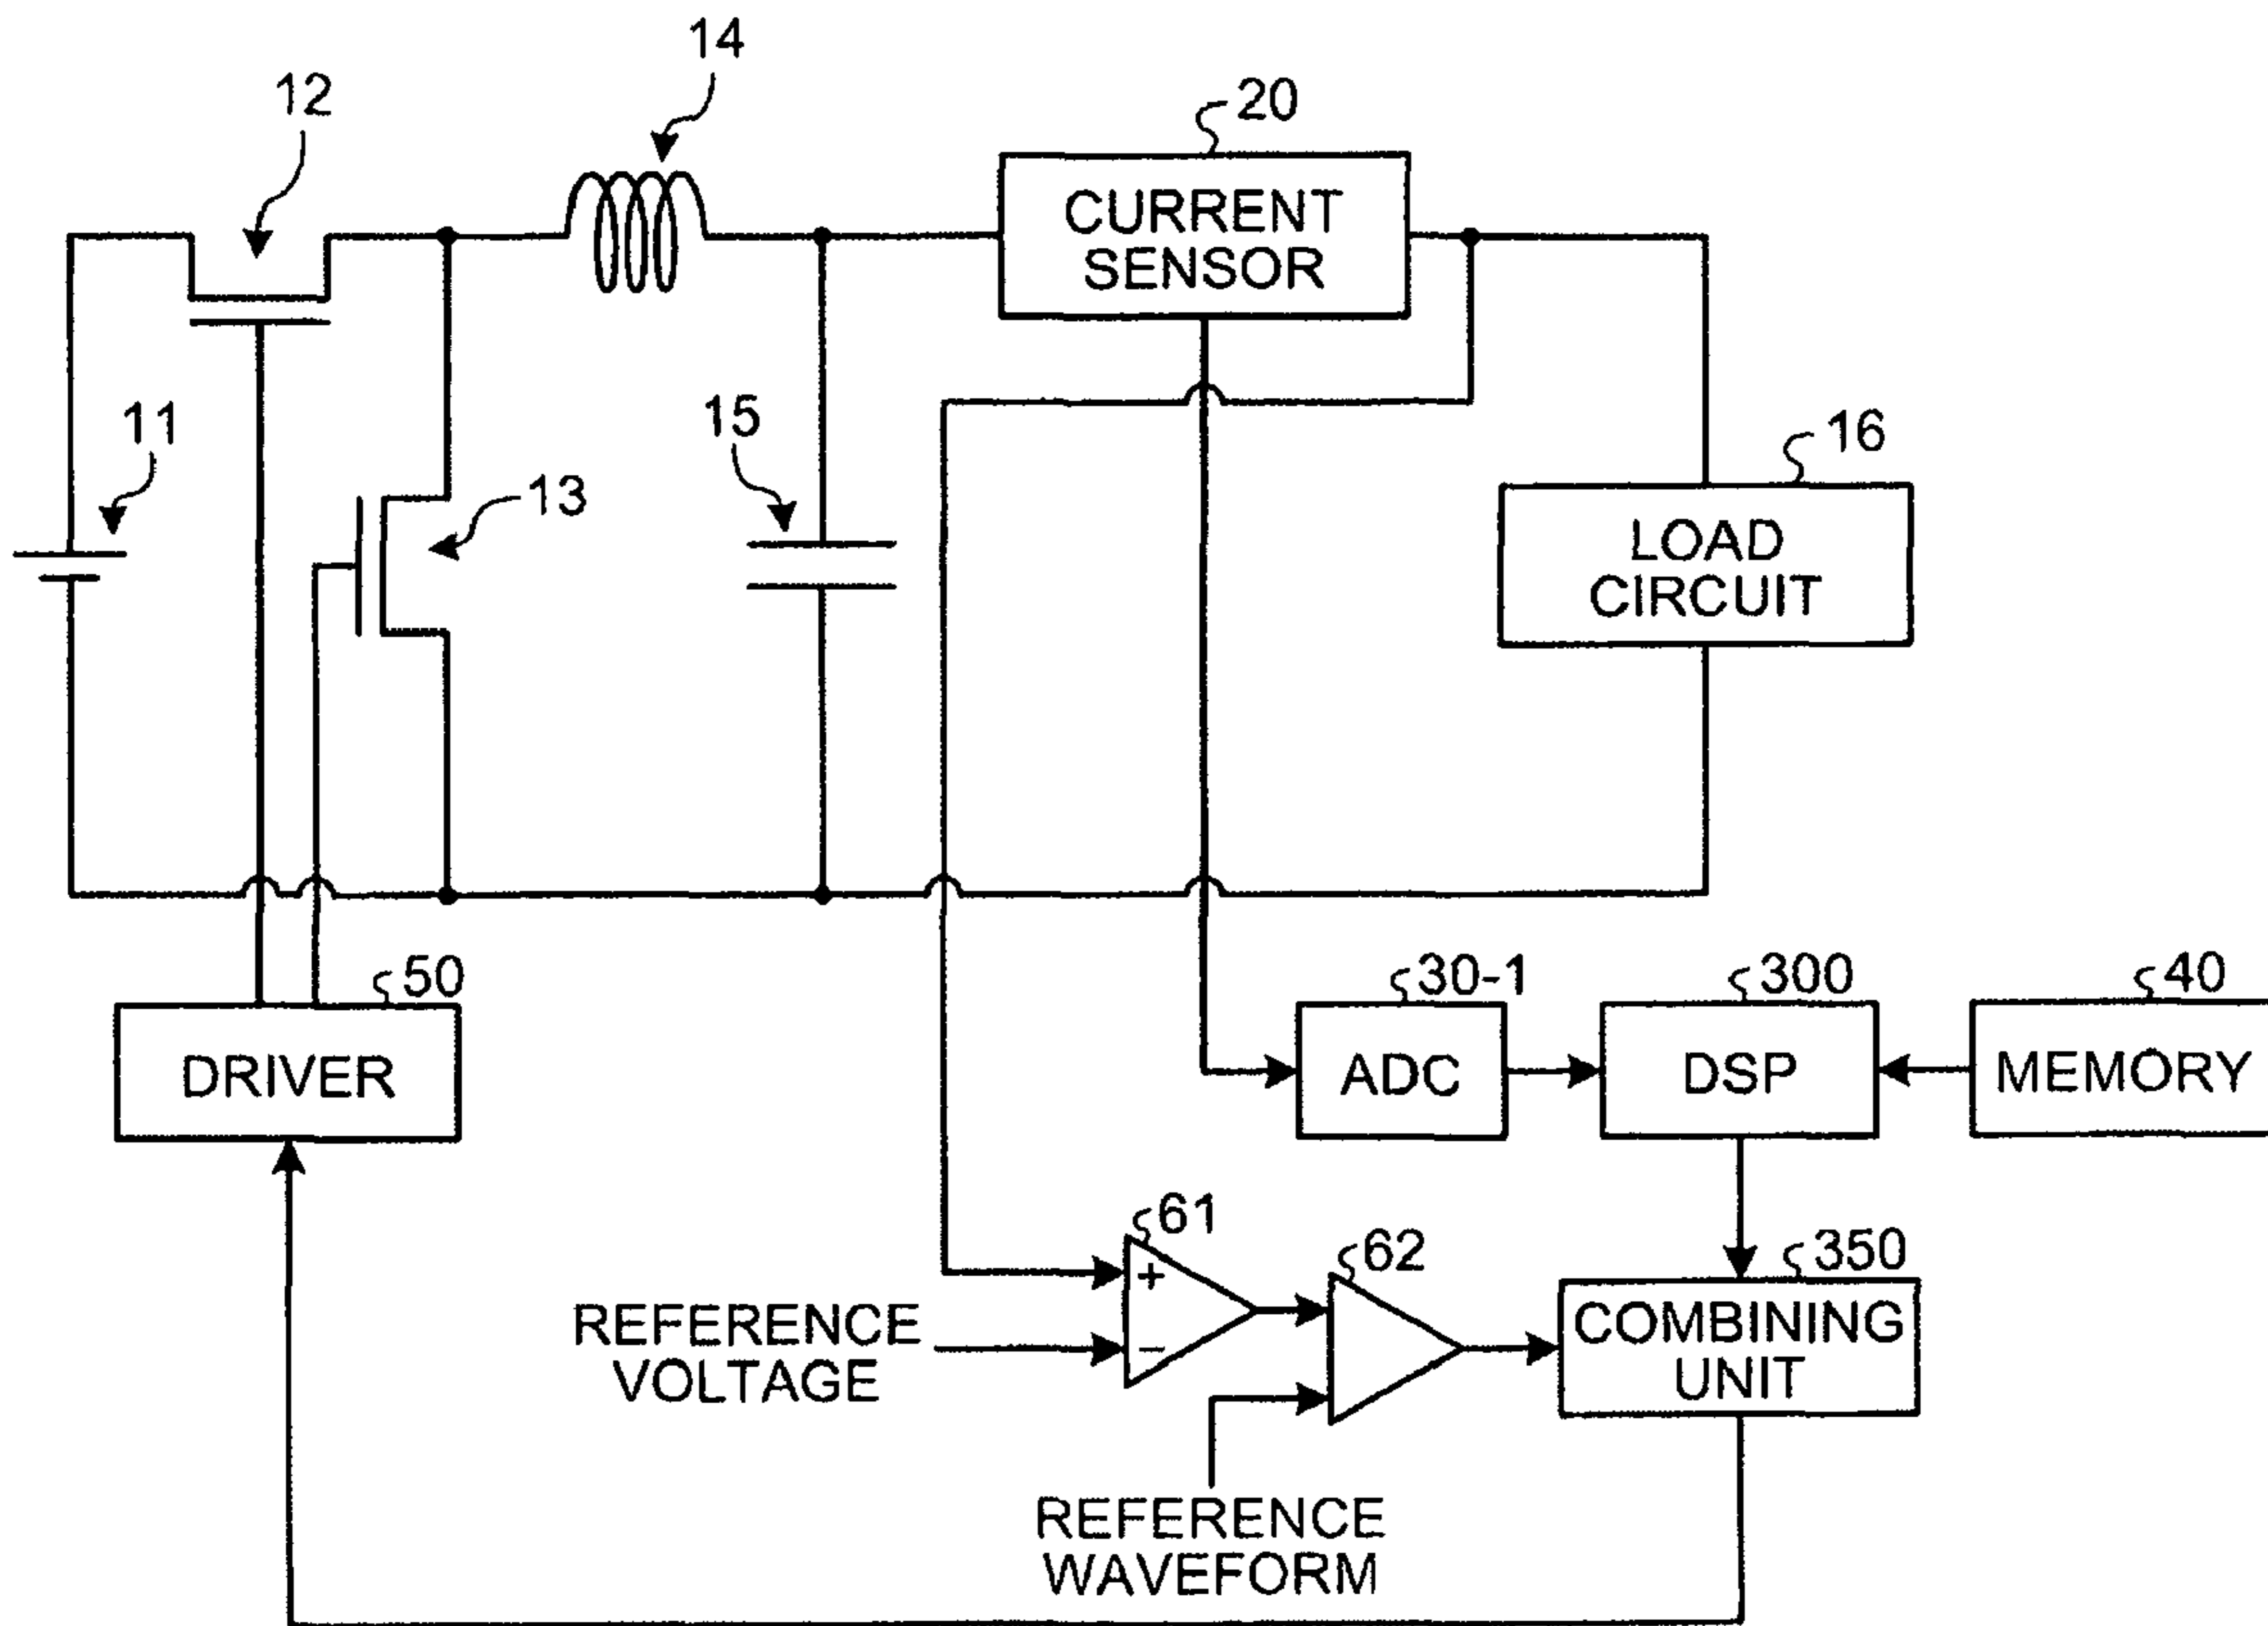 14
12
20
CURRENT
SENSOR
11
15
16
13
LOAD
CIRCUIT
50
30-1
300
40
DRIVER
ADC
DSP
MEMORY
61
62
350
+
REFERENCE
VOLTAGE
−
COMBINING
UNIT
REFERENCE
WAVEFORM